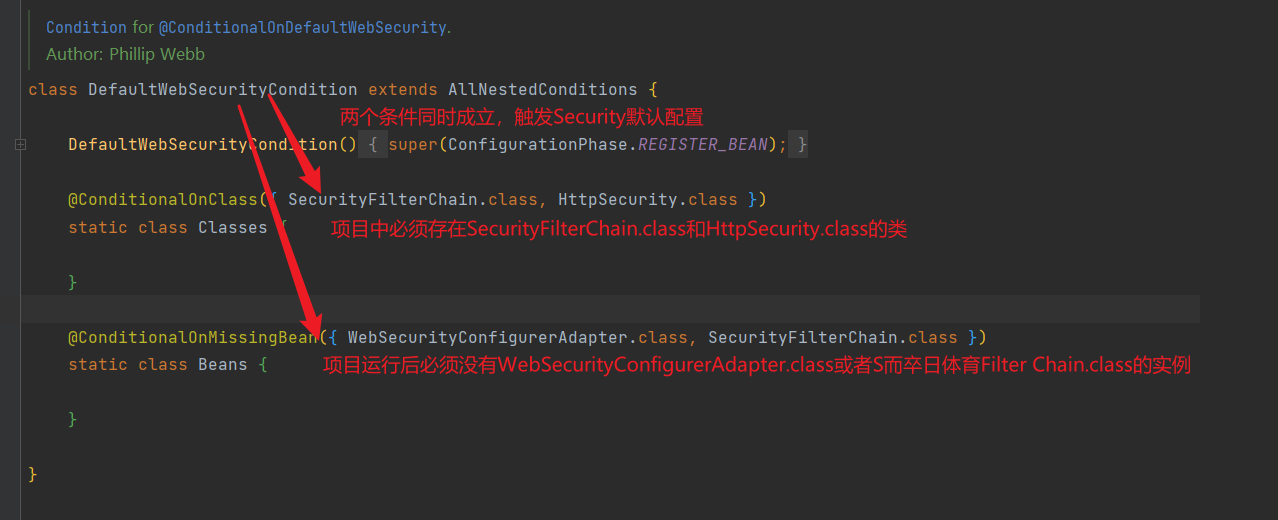 Condition for @ConditionalOnDefaultWebSecurity.
Author: Phillip Webb
class DefaultWebSecurityCondition extends AllNestedConditions {
两个条件同时成立，触发Security默认配置
DefaultWebSecurityCondition() { super(ConfigurationPhase.REGISTER_BEAN); }
@ConditionalOnClass({ SecurityFilterChain.class, HttpSecurity.class })
static class Classes {
项目中必须存在SecurityFilterChain.class和HttpSecurity.class的类
}
@ConditionalOnMissingBean({ WebSecurityConfigurerAdapter.class, SecurityFilterChain.class })
static class Beans {
项目运行后必须没有WebSecurityConfigurerAdapter.class或者S而卒日体育Filter Chain.class的实例
}
}